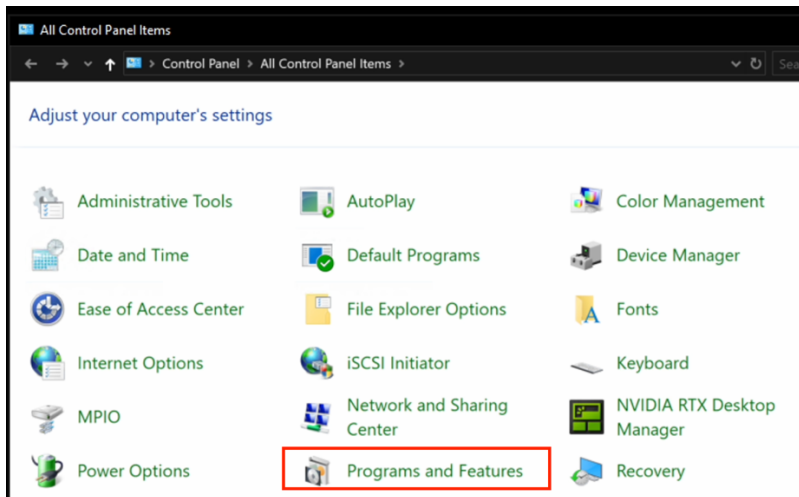 All Control Panel Items
Control Panel > All Control Panel Items >
Adjust your computer's settings
Administrative Tools
AutoPlay
Color Management
Date and Time
Default Programs
Device Manager
Ease of Access Center
File Explorer Options
Fonts
Internet Options
iSCSI Initiator
Keyboard
MPIO
Network and Sharing
Center
NVIDIA RTX Desktop
Manager
Power Options
Programs and Features
Recovery